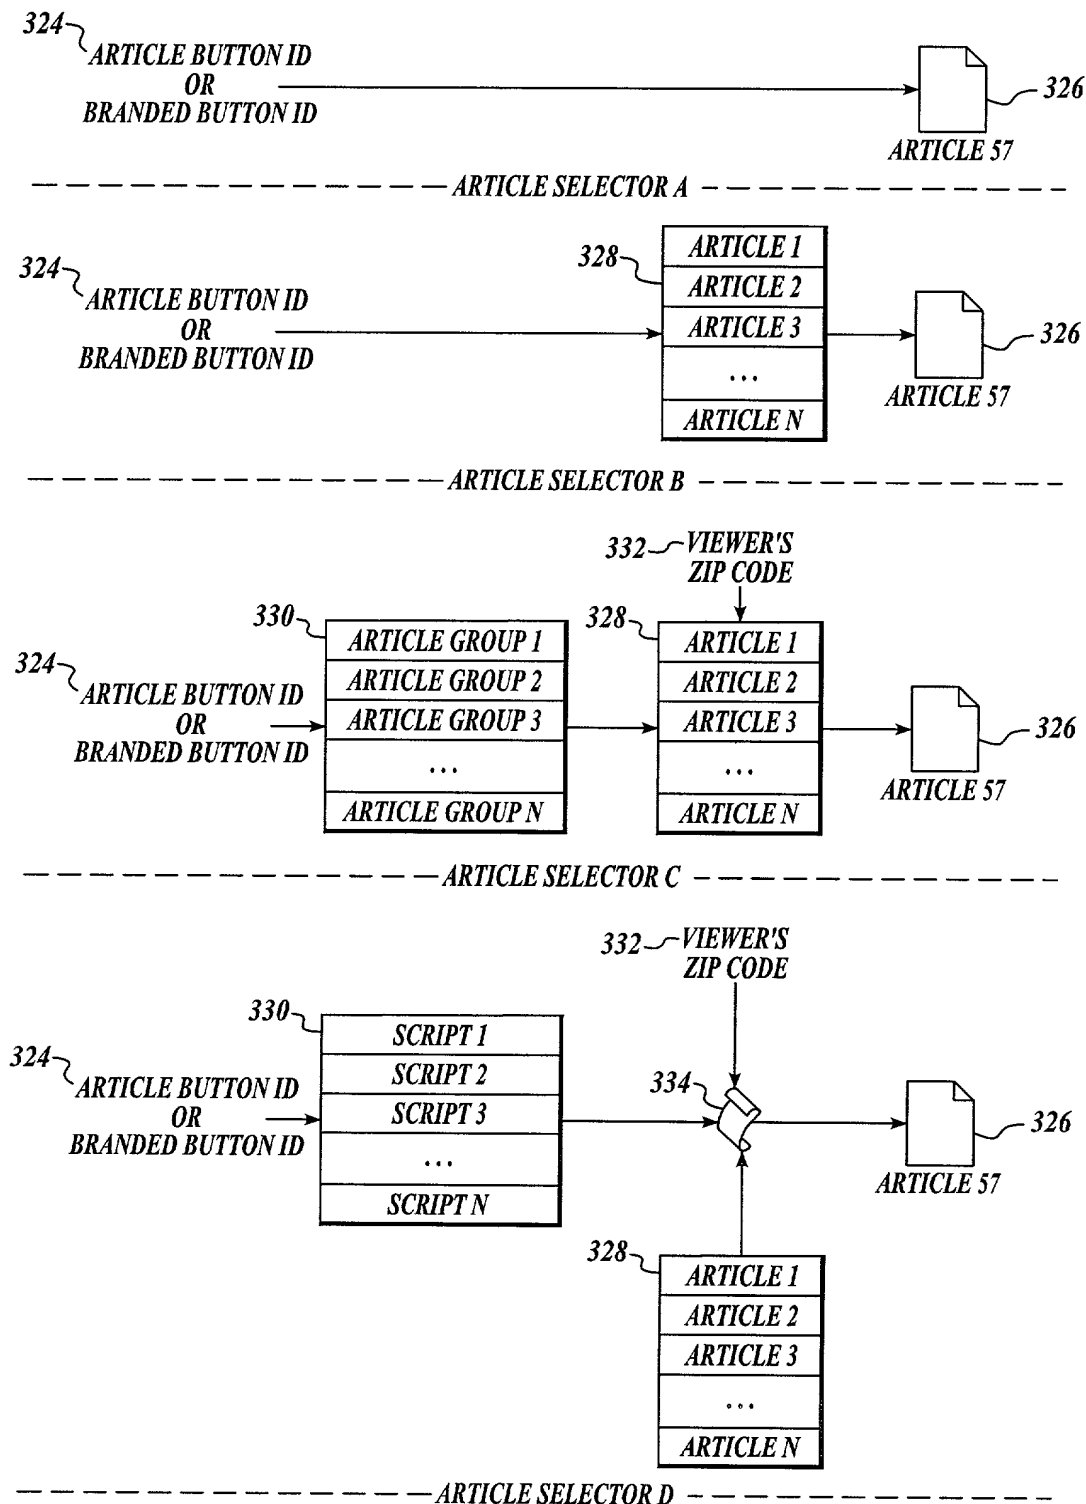 324
ARTICLE BUTTON ID
OR
BRANDED BUTTON ID
326
ARTICLE 57
ARTICLE SELECTOR A
324
ARTICLE BUTTON ID
OR
BRANDED BUTTON ID
328
ARTICLE 1
ARTICLE 2
ARTICLE 3
...
ARTICLE N
326
ARTICLE 57
ARTICLE SELECTOR B
324
ARTICLE BUTTON ID
OR
BRANDED BUTTON ID
330
ARTICLE GROUP 1
ARTICLE GROUP 2
ARTICLE GROUP 3
...
ARTICLE GROUP N
332
VIEWER'S
ZIP CODE
328
ARTICLE 1
ARTICLE 2
ARTICLE 3
...
ARTICLE N
326
ARTICLE 57
ARTICLE SELECTOR C
324
ARTICLE BUTTON ID
OR
BRANDED BUTTON ID
330
SCRIPT 1
SCRIPT 2
SCRIPT 3
...
SCRIPT N
332
VIEWER'S
ZIP CODE
334
326
ARTICLE 57
328
ARTICLE 1
ARTICLE 2
ARTICLE 3
...
ARTICLE N
ARTICLE SELECTOR D